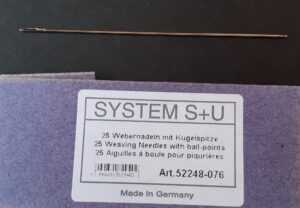 SYSTEM S+U
25 Webernadeln mit Kugelspitze
25 Weaving Needles with ball-points
25 Aiguilles à boule pour piqurières
Art.52248-076
Made in Germany